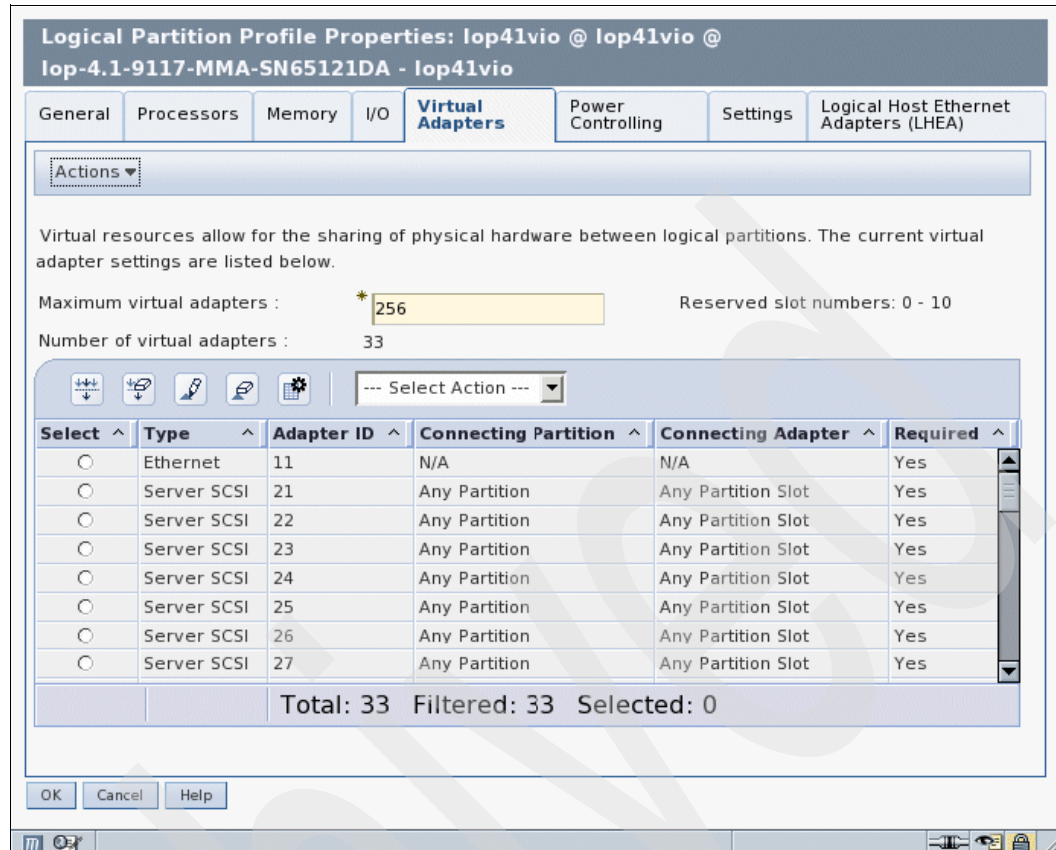 Logical Partition Profile Properties: lop41vio @ lop41vio @
lop-4.1-9117-MMA-SN65121DA - lop41vio
General Processors Memory I/O Virtual Adapters Power Controlling Settings Logical Host Ethernet Adapters (LHEA)
Actions
Virtual resources allow for the sharing of physical hardware between logical partitions. The current virtual
adapter settings are listed below.
Maximum virtual adapters : * 256 Reserved slot numbers: 0 - 10
Number of virtual adapters : 33
--- Select Action ---
Select ^ Type ^ Adapter ID ^ Connecting Partition ^ Connecting Adapter ^ Required ^
Ethernet 11 N/A N/A Yes
Server SCSI 21 Any Partition Any Partition Slot Yes
Server SCSI 22 Any Partition Any Partition Slot Yes
Server SCSI 23 Any Partition Any Partition Slot Yes
Server SCSI 24 Any Partition Any Partition Slot Yes
Server SCSI 25 Any Partition Any Partition Slot Yes
Server SCSI 26 Any Partition Any Partition Slot Yes
Server SCSI 27 Any Partition Any Partition Slot Yes
Total: 33 Filtered: 33 Selected: 0
OK Cancel Help